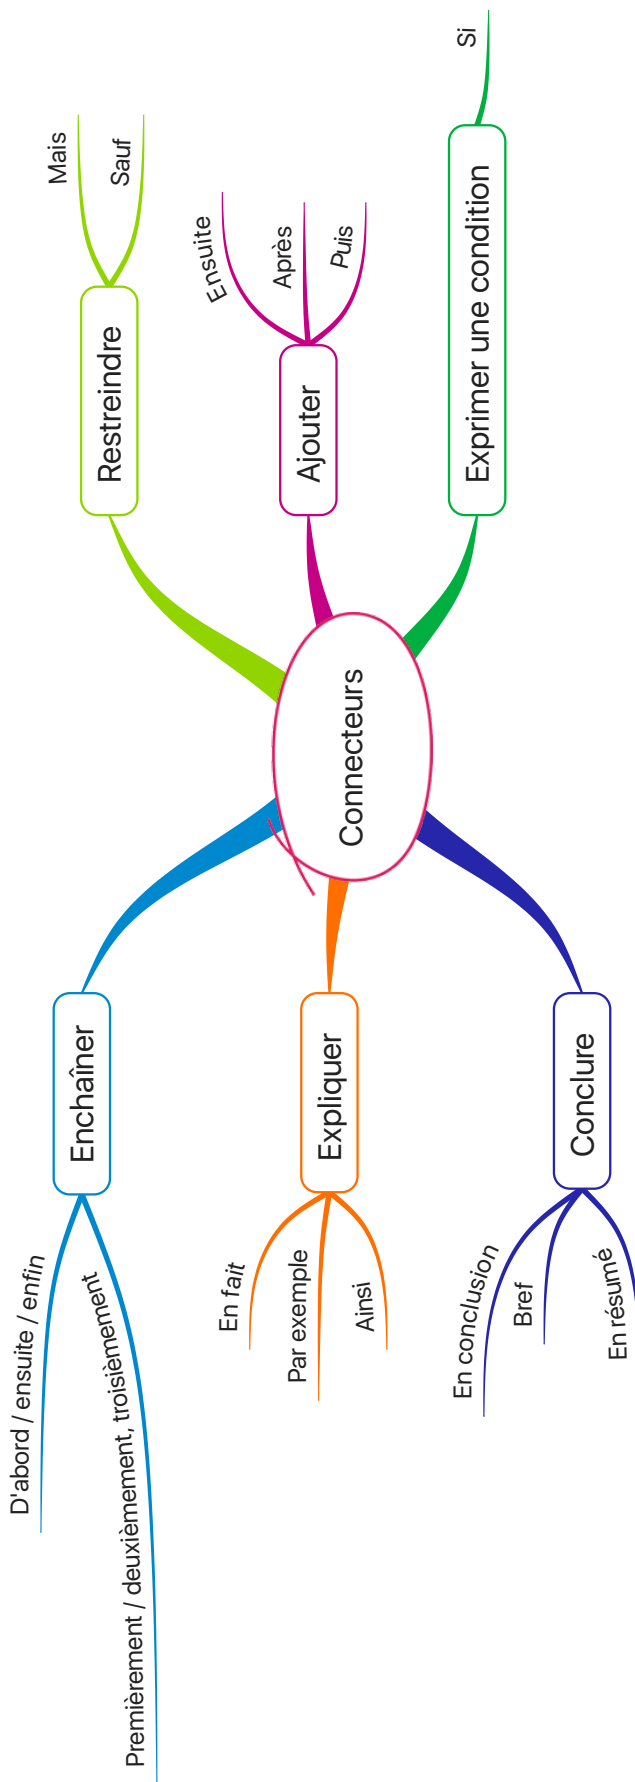 Connecteurs
Enchaîner
D'abord / ensuite / enfin
Premièrement / deuxièmement, troisièmement
Expliquer
En fait
Par exemple
Ainsi
Conclure
En conclusion
Bref
En résumé
Restreindre
Mais
Sauf
Ajouter
Ensuite
Après
Puis
Exprimer une condition
Si